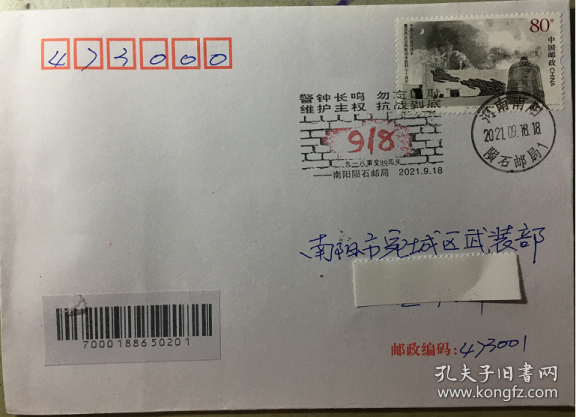 473000
80分
中国邮政
CHINA
警钟长鸣 勿忘国耻
维护主权 抗战到底
9/8
南阳陨石邮局 2021.9.18
河南南阳
2021.09.18.18
陨石邮局1
南阳市宛城区武装部
7000188650201
邮政编码:473001
孔夫子旧书网
www.kongfz.com